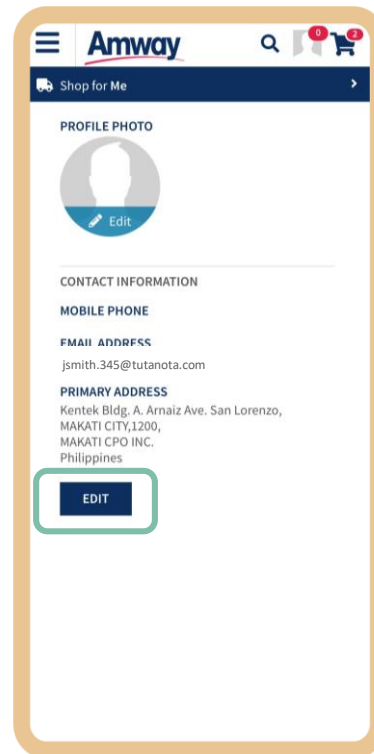 Amway
0
2
Shop for Me
PROFILE PHOTO
Edit
CONTACT INFORMATION
MOBILE PHONE
EMAIL ADDRESS
jsmith.345@tutanota.com
PRIMARY ADDRESS
Kentek Bldg. A. Arnaiz Ave. San Lorenzo,
MAKATI CITY,1200,
MAKATI CPO INC.
Philippines
EDIT